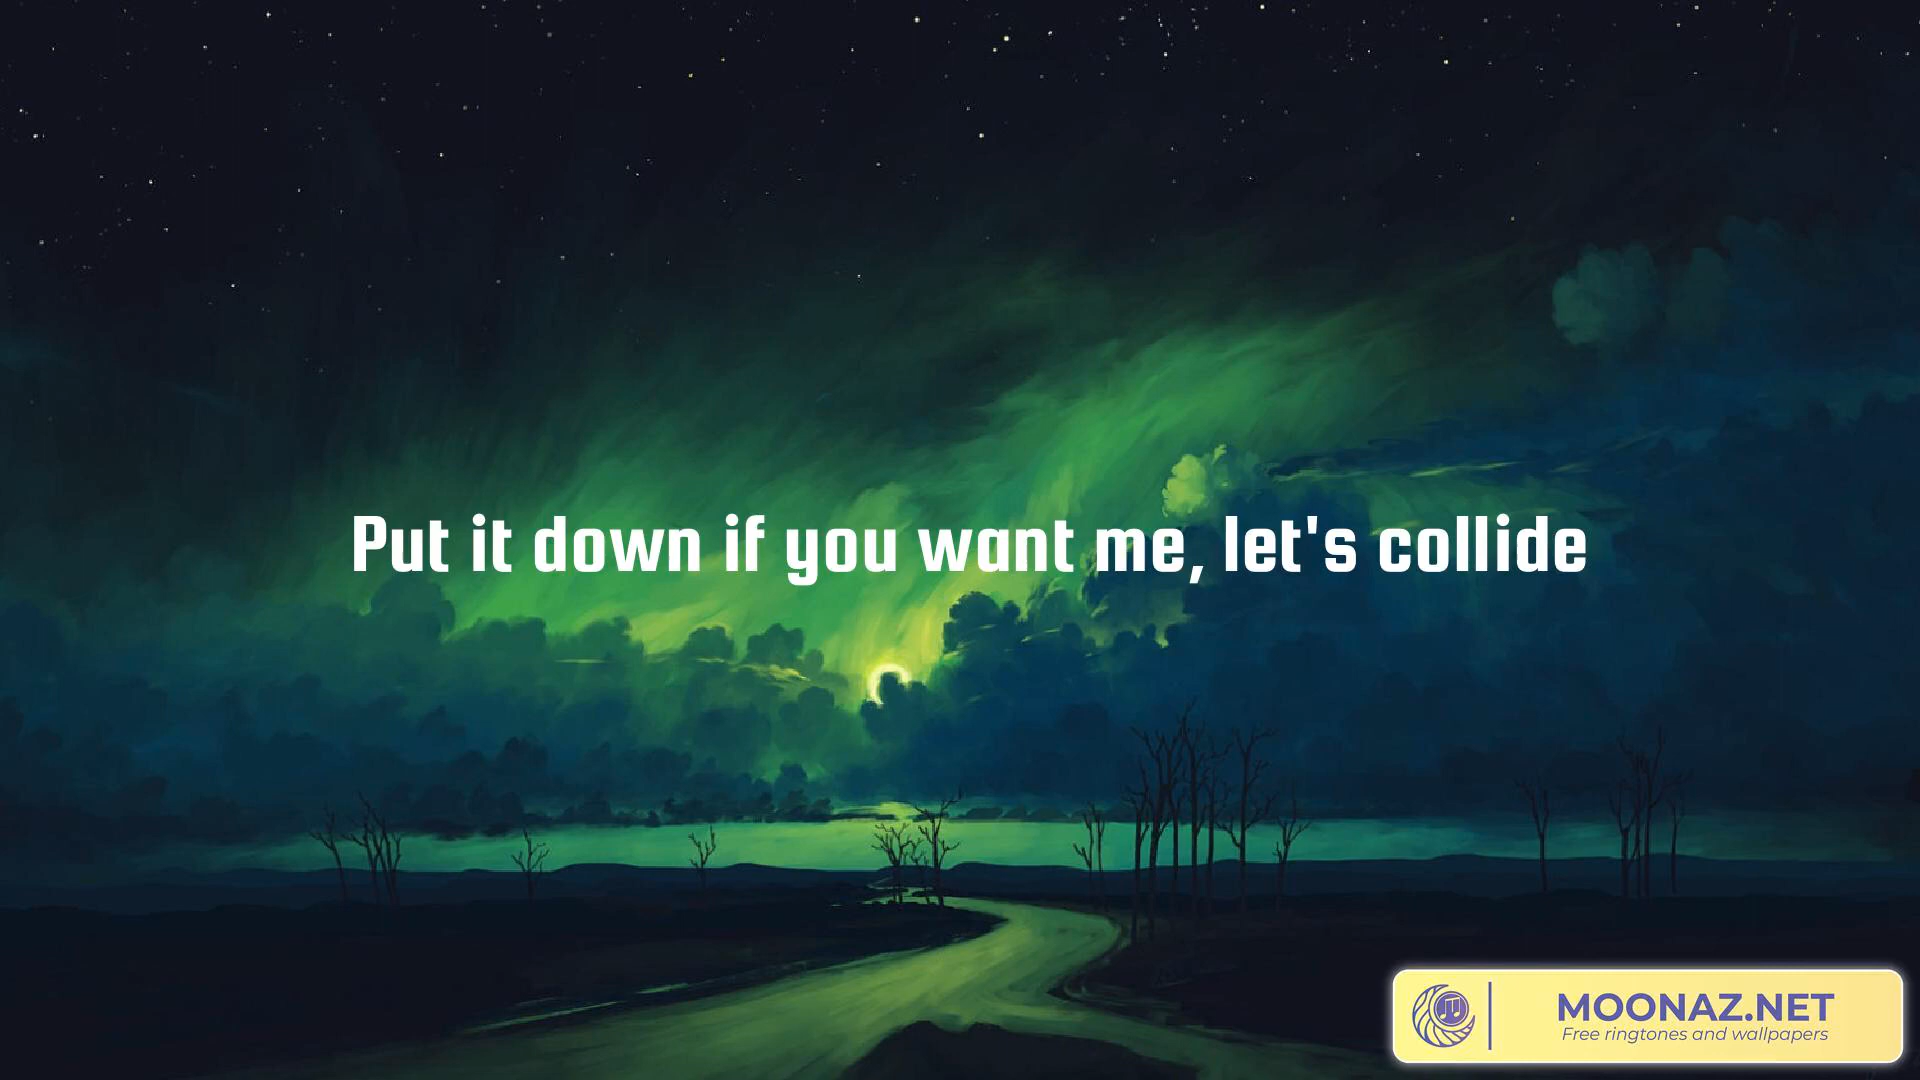 Put it down if you want me, let's collide
MOONAZ.NET
Free ringtones and wallpapers